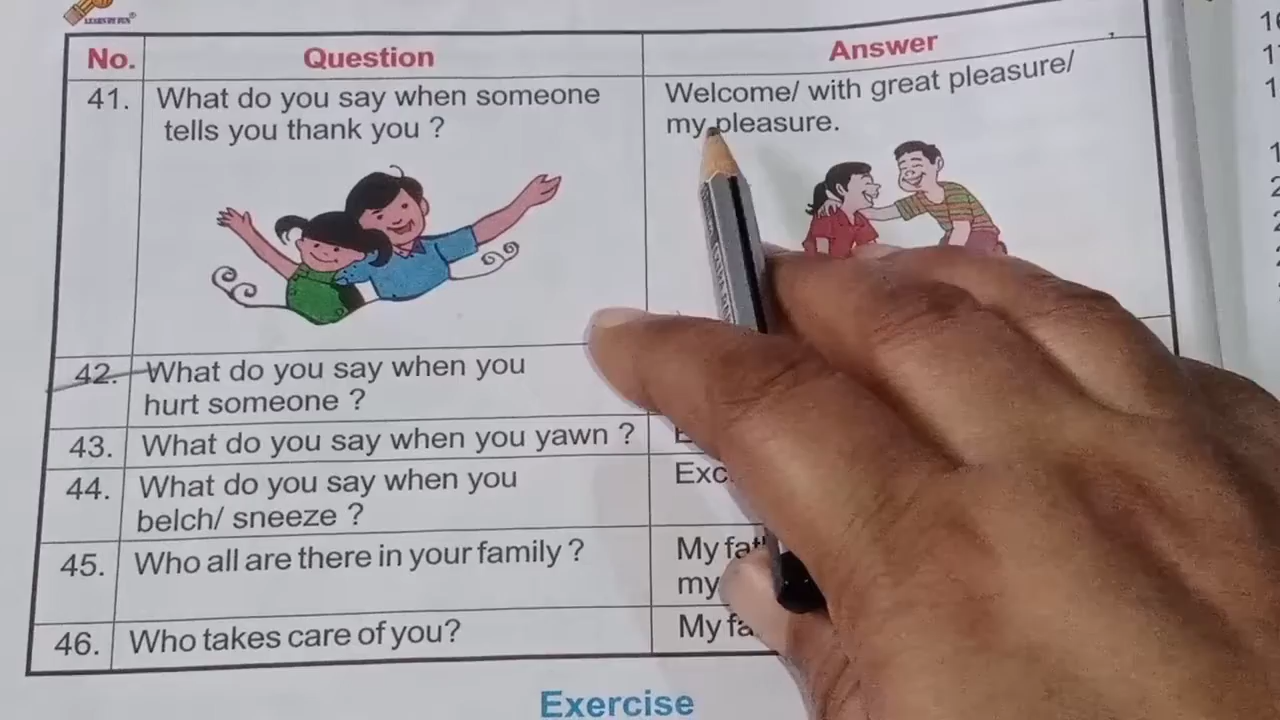 LEARN BY FUN
No. Question Answer
41. What do you say when someone
tells you thank you ?
Welcome/ with great pleasure/
my pleasure.
42. What do you say when you
hurt someone ?
43. What do you say when you yawn ?
44. What do you say when you
belch/ sneeze ?
45. Who all are there in your family ?
My
my
46. Who takes care of you?
My
Exercise